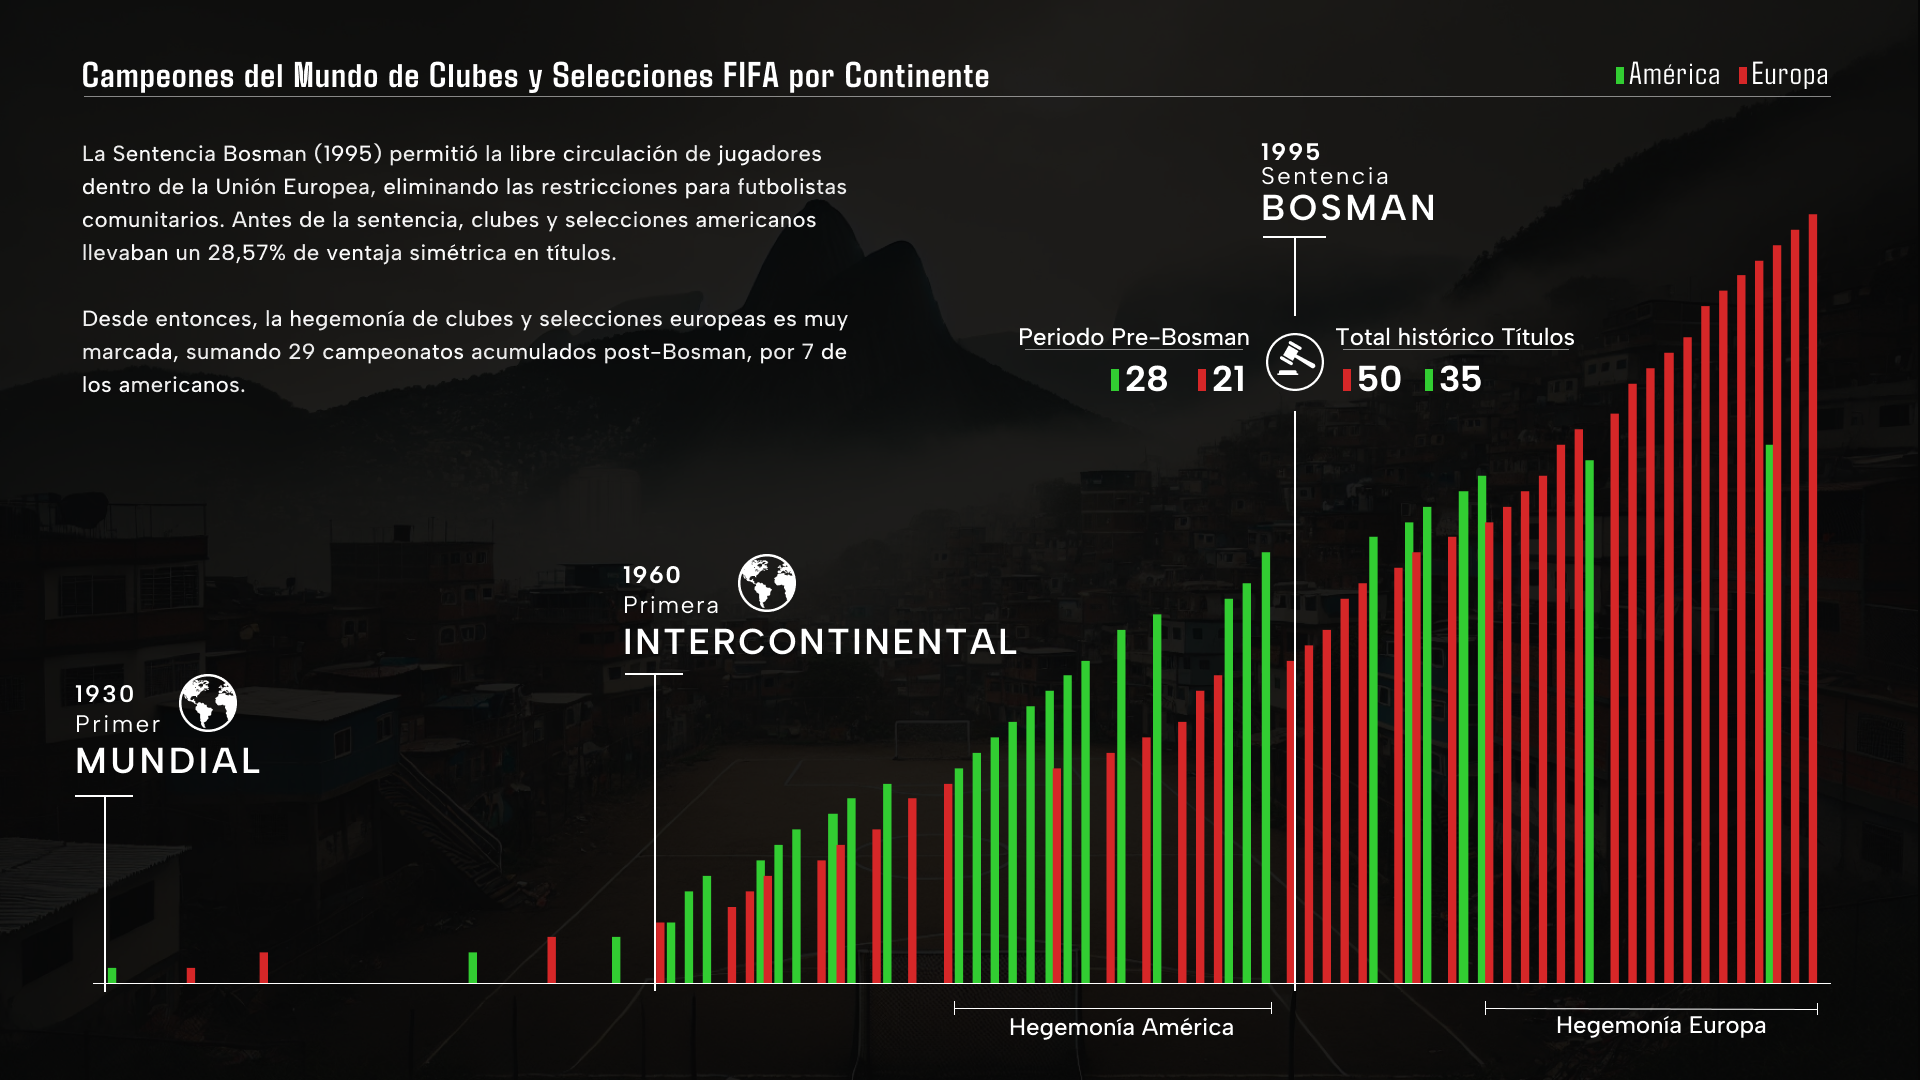 Campeones del Mundo de Clubes y Selecciones FIFA por Continente
América Europa
La Sentencia Bosman (1995) permitió la libre circulación de jugadores
dentro de la Unión Europea, eliminando las restricciones para futbolistas
comunitarios. Antes de la sentencia, clubes y selecciones americanos
llevaban un 28,57% de ventaja simétrica en títulos.
Desde entonces, la hegemonía de clubes y selecciones europeas es muy
marcada, sumando 29 campeonatos acumulados post-Bosman, por 7 de
los americanos.
1995
Sentencia
BOSMAN
Periodo Pre-Bosman
28 21
Total histórico Títulos
50 35
1960
Primera
INTERCONTINENTAL
1930
Primer
MUNDIAL
Hegemonía América
Hegemonía Europa